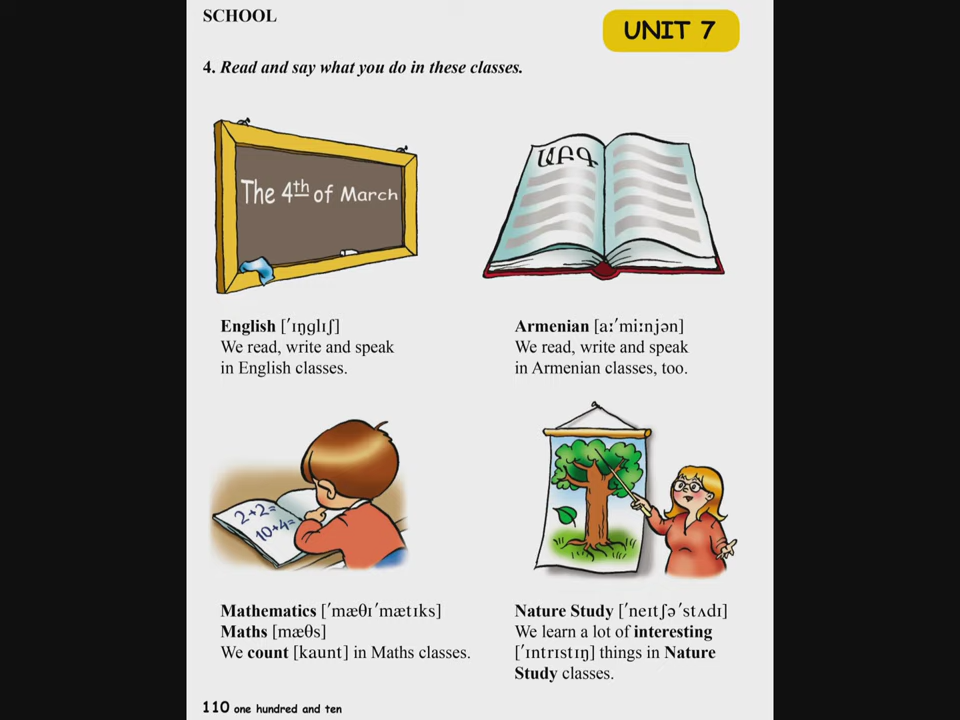 SCHOOL
UNIT 7
4. Read and say what you do in these classes.
The 4th of March
ԱԲԳ
English [ˈɪŋɡlɪʃ]
We read, write and speak
in English classes.
Armenian [aːˈmiːnjən]
We read, write and speak
in Armenian classes, too.
2+2=
10+4=
Mathematics [ˈmæθɪˈmætɪks]
Maths [mæθs]
We count [kaunt] in Maths classes.
Nature Study [ˈneɪtʃəˈstʌdɪ]
We learn a lot of interesting
[ˈɪntrɪstɪŋ] things in Nature
Study classes.
110 one hundred and ten